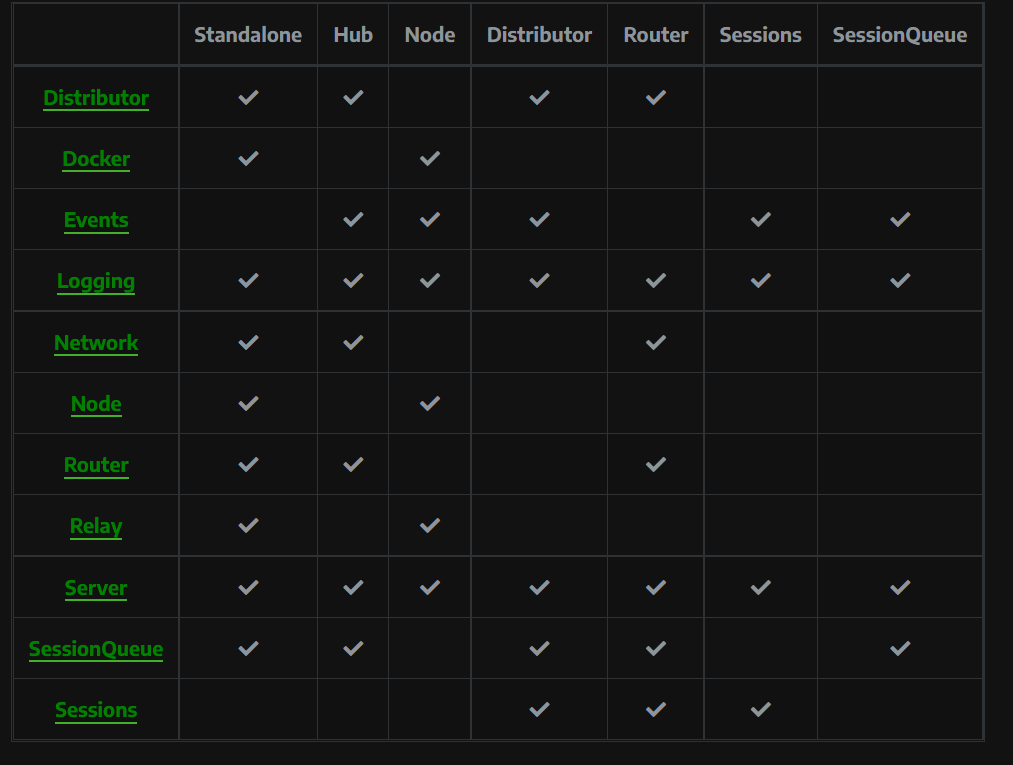 Standalone Hub Node Distributor Router Sessions SessionQueue
Distributor ✔ ✔ ✔ ✔
Docker ✔ ✔
Events ✔ ✔ ✔ ✔ ✔
Logging ✔ ✔ ✔ ✔ ✔ ✔ ✔
Network ✔ ✔ ✔
Node ✔ ✔
Router ✔ ✔ ✔
Relay ✔ ✔
Server ✔ ✔ ✔ ✔ ✔ ✔ ✔
SessionQueue ✔ ✔ ✔ ✔ ✔
Sessions ✔ ✔ ✔